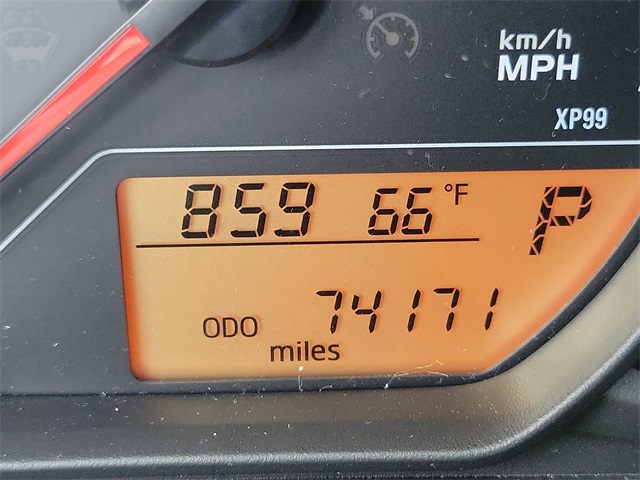 km/h
MPH
XP99
859 66°F P
ODO 74171
miles